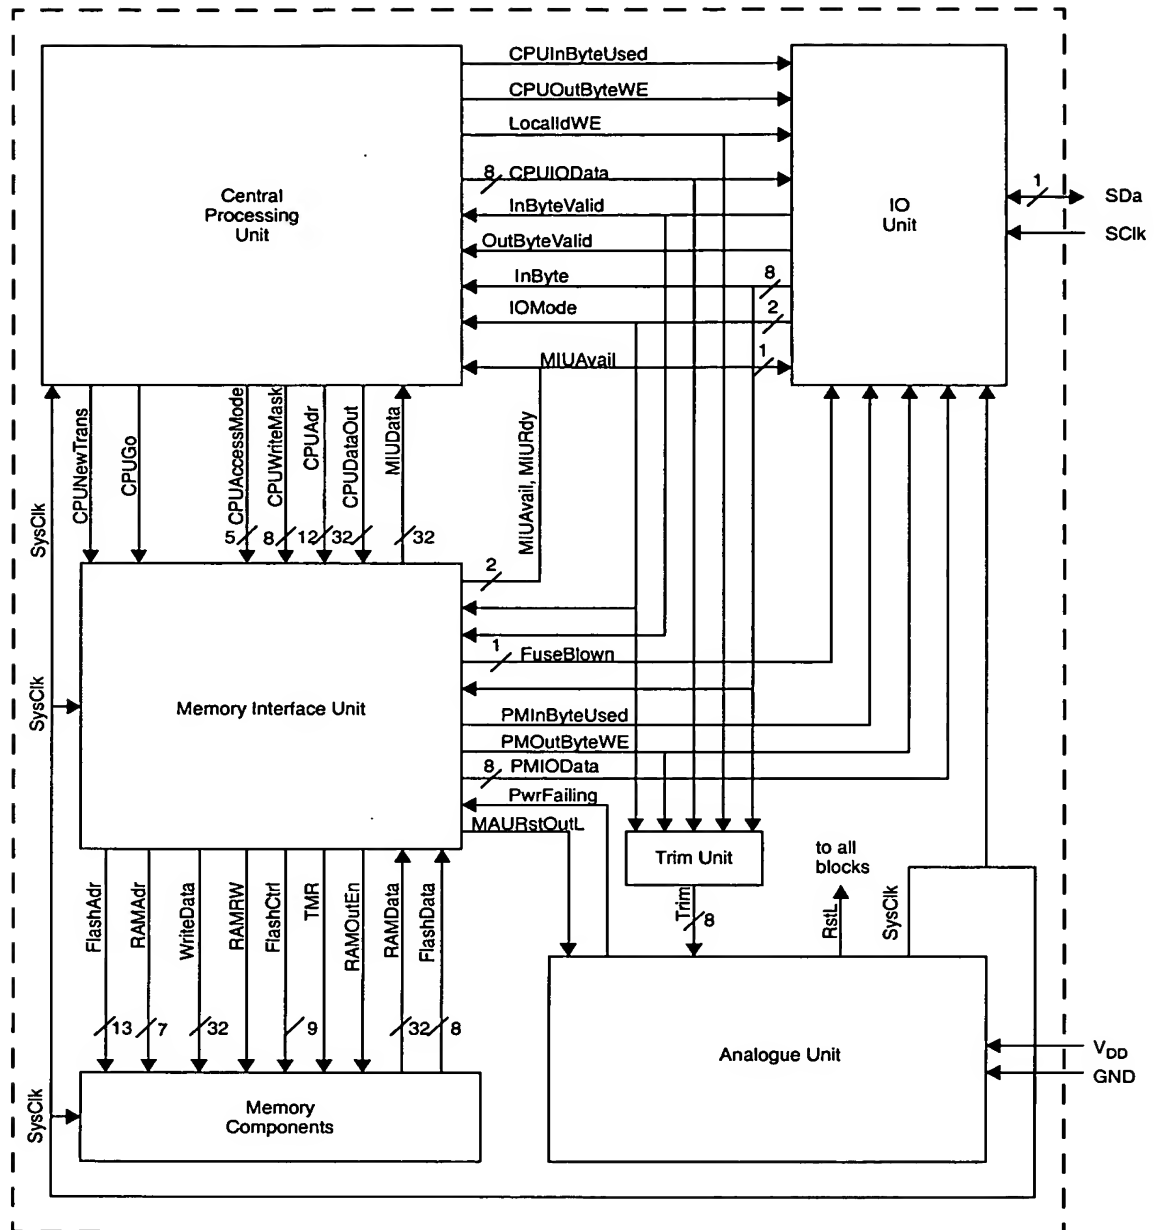 CPUInByteUsed
CPUOutByteWE
LocalIdWE
8 CPUIOData
InByteValid
OutByteValid
InByte
8
IOMode
2
MIUAvail
1
Central
Processing
Unit
IO
Unit
1
SDa
SClk
SysClk
CPUNewTrans
CPUGo
CPUAccessMode
CPUWriteMask
CPUAdr
CPUDataOut
MIUData
5
8
12
32
32
MIUAvail, MIURdy
2
SysClk
Memory Interface Unit
1
FuseBlown
PMInByteUsed
PMOutByteWE
8 PMIOData
PwrFailing
MAURstOutL
Trim Unit
to all
blocks
FlashAdr
RAMAdr
WriteData
RAMRW
FlashCtrl
TMR
RAMOutEn
RAMData
FlashData
Trim
8
RstL
SysClk
13
7
32
9
32
8
Analogue Unit
VDD
GND
SysClk
Memory
Components